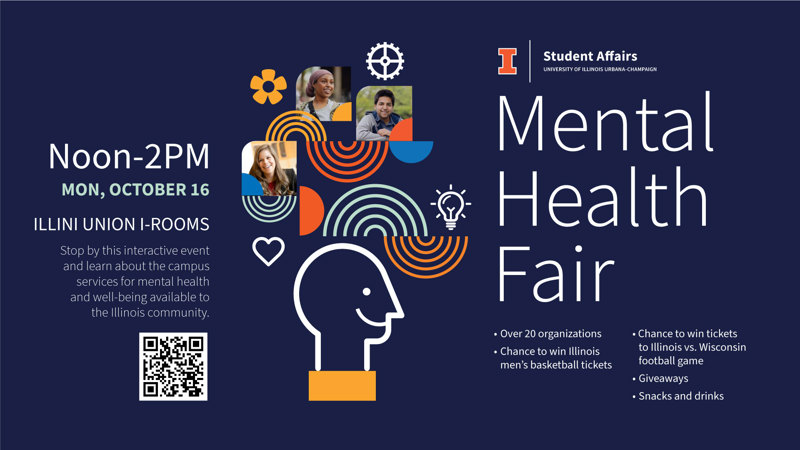 Noon-2PM
MON, OCTOBER 16
ILLINI UNION I-ROOMS
Stop by this interactive event
and learn about the campus
services for mental health
and well-being available to
the Illinois community.
I
Student Affairs
UNIVERSITY OF ILLINOIS URBANA-CHAMPAIGN
Mental
Health
Fair
• Over 20 organizations
• Chance to win Illinois
men's basketball tickets
• Chance to win tickets
to Illinois vs. Wisconsin
football game
• Giveaways
• Snacks and drinks